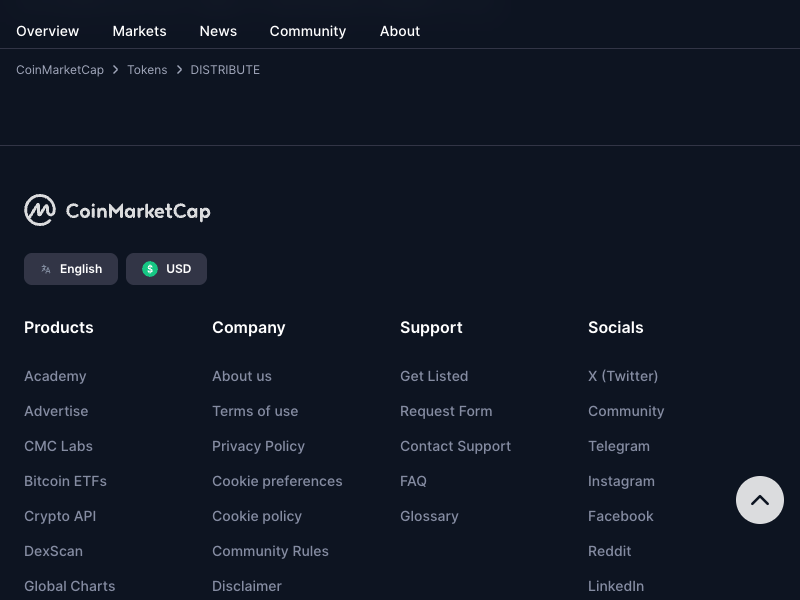 Overview Markets News Community About
CoinMarketCap > Tokens > DISTRIBUTE
CoinMarketCap
English USD
Products Company Support Socials
Academy About us Get Listed X (Twitter)
Advertise Terms of use Request Form Community
CMC Labs Privacy Policy Contact Support Telegram
Bitcoin ETFs Cookie preferences FAQ Instagram
Crypto API Cookie policy Glossary Facebook
DexScan Community Rules Reddit
Global Charts Disclaimer LinkedIn